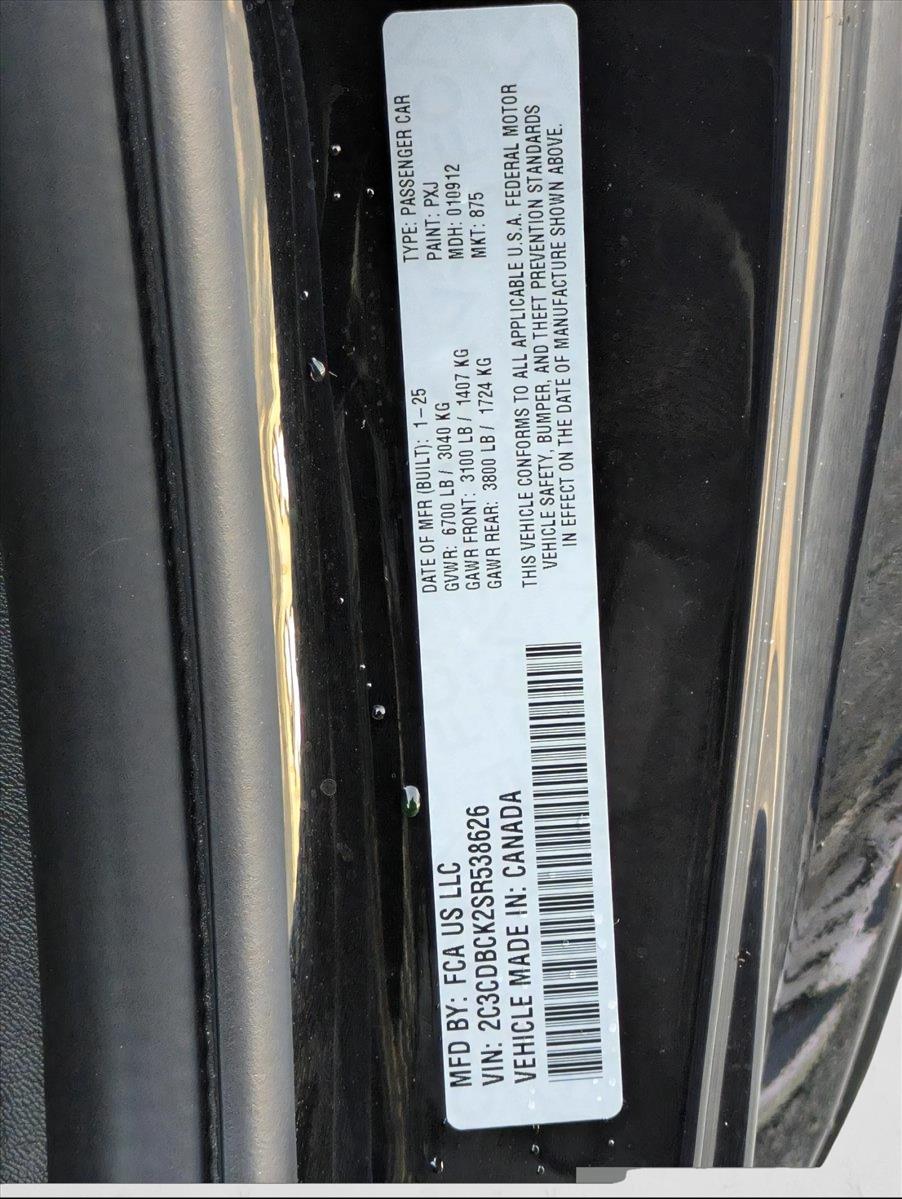 MFD BY: FCA US LLC
VIN: 2C3CDBCK2SR538626
VEHICLE MADE IN: CANADA
DATE OF MFR (BUILT): 1-25
GVWR: 6700 LB / 3040 KG
GAWR FRONT: 3100 LB / 1407 KG
GAWR REAR: 3800 LB / 1724 KG
TYPE: PASSENGER CAR
PAINT: PXJ
MDH: 010912
MKT: 875
THIS VEHICLE CONFORMS TO ALL APPLICABLE U.S.A. FEDERAL MOTOR
VEHICLE SAFETY, BUMPER, AND THEFT PREVENTION STANDARDS
IN EFFECT ON THE DATE OF MANUFACTURE SHOWN ABOVE.